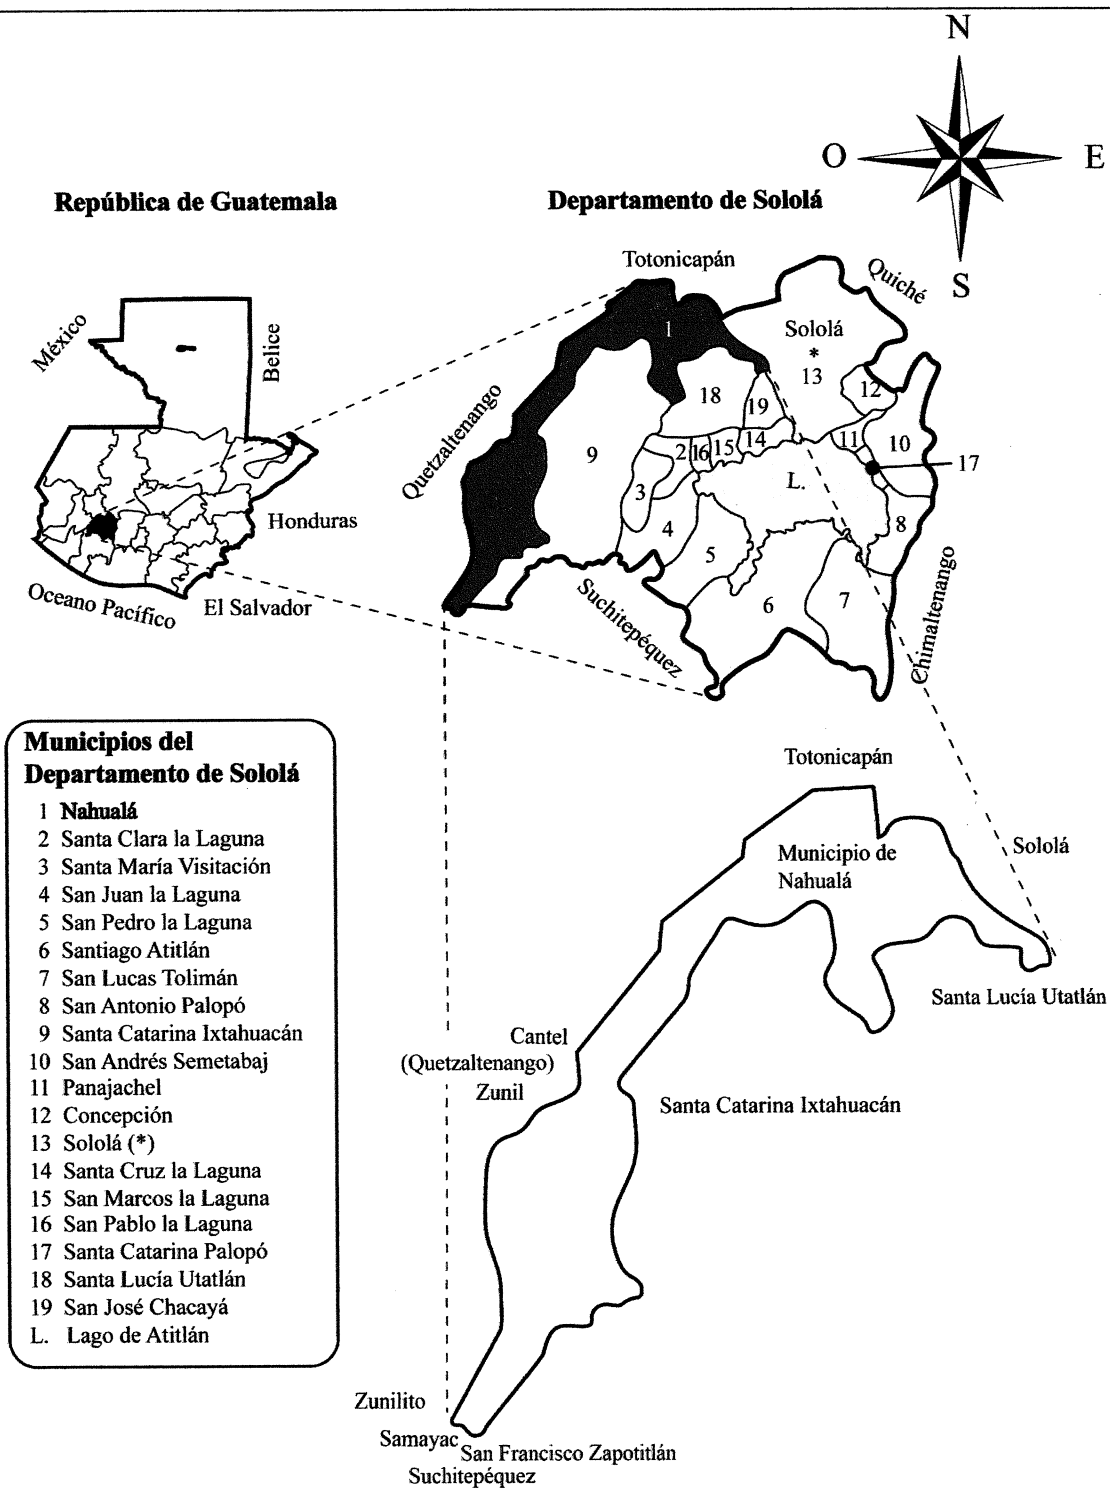 N
O
E
S
República de Guatemala
Departamento de Sololá
México
Belice
Honduras
El Salvador
Oceano Pacífico
Totonicapán
Quiché
Quetzaltenango
Suchitepéquez
Chimaltenango
Sololá
*
1
13
12
18
19
11
10
9
2
16
15
14
17
3
L.
4
8
5
6
7
Municipios del
Departamento de Sololá
1 Nahualá
2 Santa Clara la Laguna
3 Santa María Visitación
4 San Juan la Laguna
5 San Pedro la Laguna
6 Santiago Atitlán
7 San Lucas Tolimán
8 San Antonio Palopó
9 Santa Catarina Ixtahuacán
10 San Andrés Semetabaj
11 Panajachel
12 Concepción
13 Sololá (*)
14 Santa Cruz la Laguna
15 San Marcos la Laguna
16 San Pablo la Laguna
17 Santa Catarina Palopó
18 Santa Lucía Utatlán
19 San José Chacayá
L. Lago de Atitlán
Totonicapán
Sololá
Municipio de
Nahualá
Santa Lucía Utatlán
Cantel
(Quetzaltenango)
Zunil
Santa Catarina Ixtahuacán
Zunilito
Samayac
San Francisco Zapotitlán
Suchitepéquez